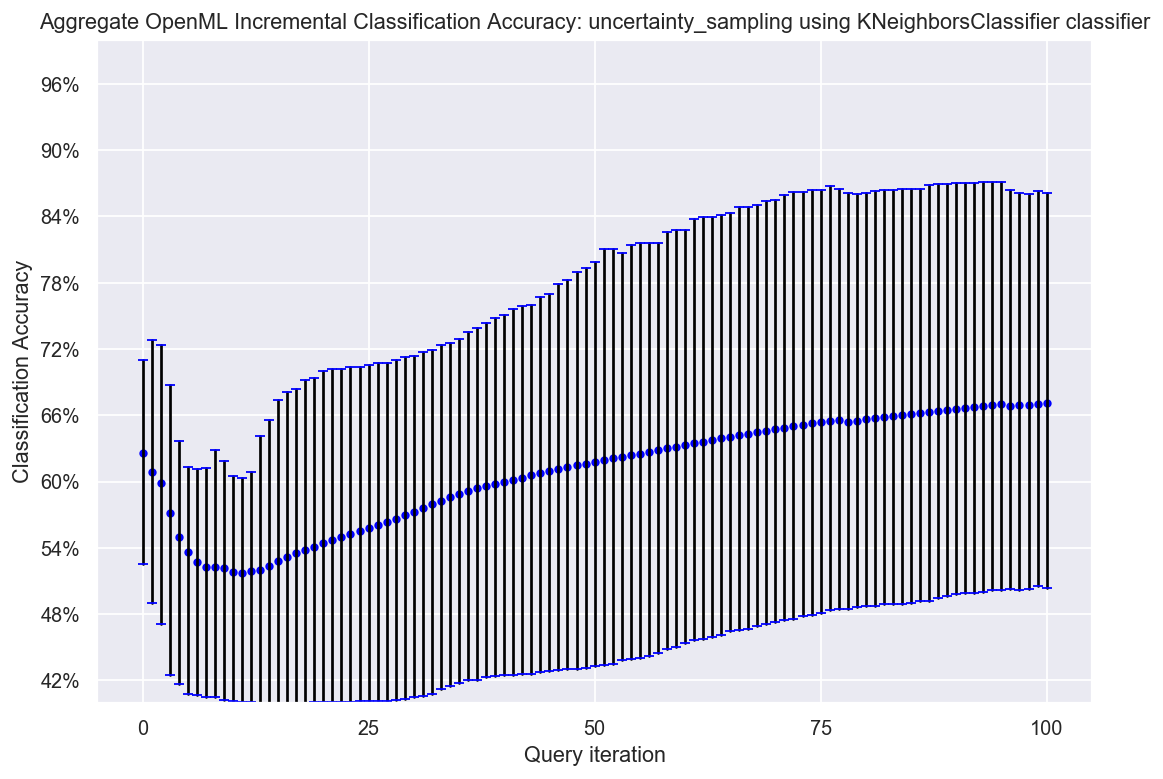 Aggregate OpenML Incremental Classification Accuracy: uncertainty_sampling using KNeighborsClassifier classifier
96%
90%
84%
78%
72%
66%
60%
54%
48%
42%
Classification Accuracy
0 25 50 75 100
Query iteration